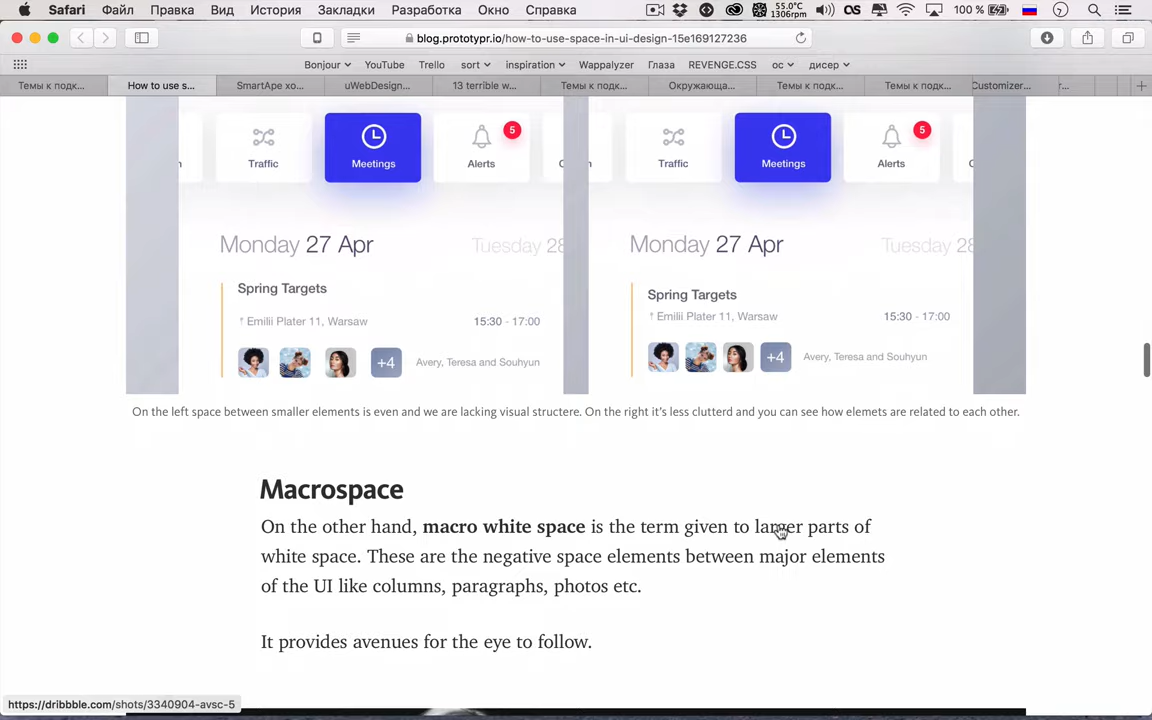 Safari Файл Правка Вид История Закладки Разработка Окно Справка 55.0°C 1306rpm 100 %
blog.prototypr.io/how-to-use-space-in-ui-design-15e169127236
Bonjour YouTube Trello sort inspiration Wappalyzer Глаза REVENGE.CSS ос дисер
Темы к подк... How to use s... SmartApe хо... uWebDesign... 13 terrible w... Темы к подк... Окружающа... Темы к подк... Темы к подк... Customizer...
5 5
Traffic Meetings Alerts Traffic Meetings Alerts
Monday 27 Apr Tuesday 28 Monday 27 Apr Tuesday 28
Spring Targets Spring Targets
Emilii Plater 11, Warsaw 15:30 - 17:00 Emilii Plater 11, Warsaw 15:30 - 17:00
+4 Avery, Teresa and Souhyun +4 Avery, Teresa and Souhyun
On the left space between smaller elements is even and we are lacking visual structere. On the right it's less clutterd and you can see how elemets are related to each other.
Macrospace
On the other hand, macro white space is the term given to larger parts of
white space. These are the negative space elements between major elements
of the UI like columns, paragraphs, photos etc.
It provides avenues for the eye to follow.
https://dribbble.com/shots/3340904-avsc-5